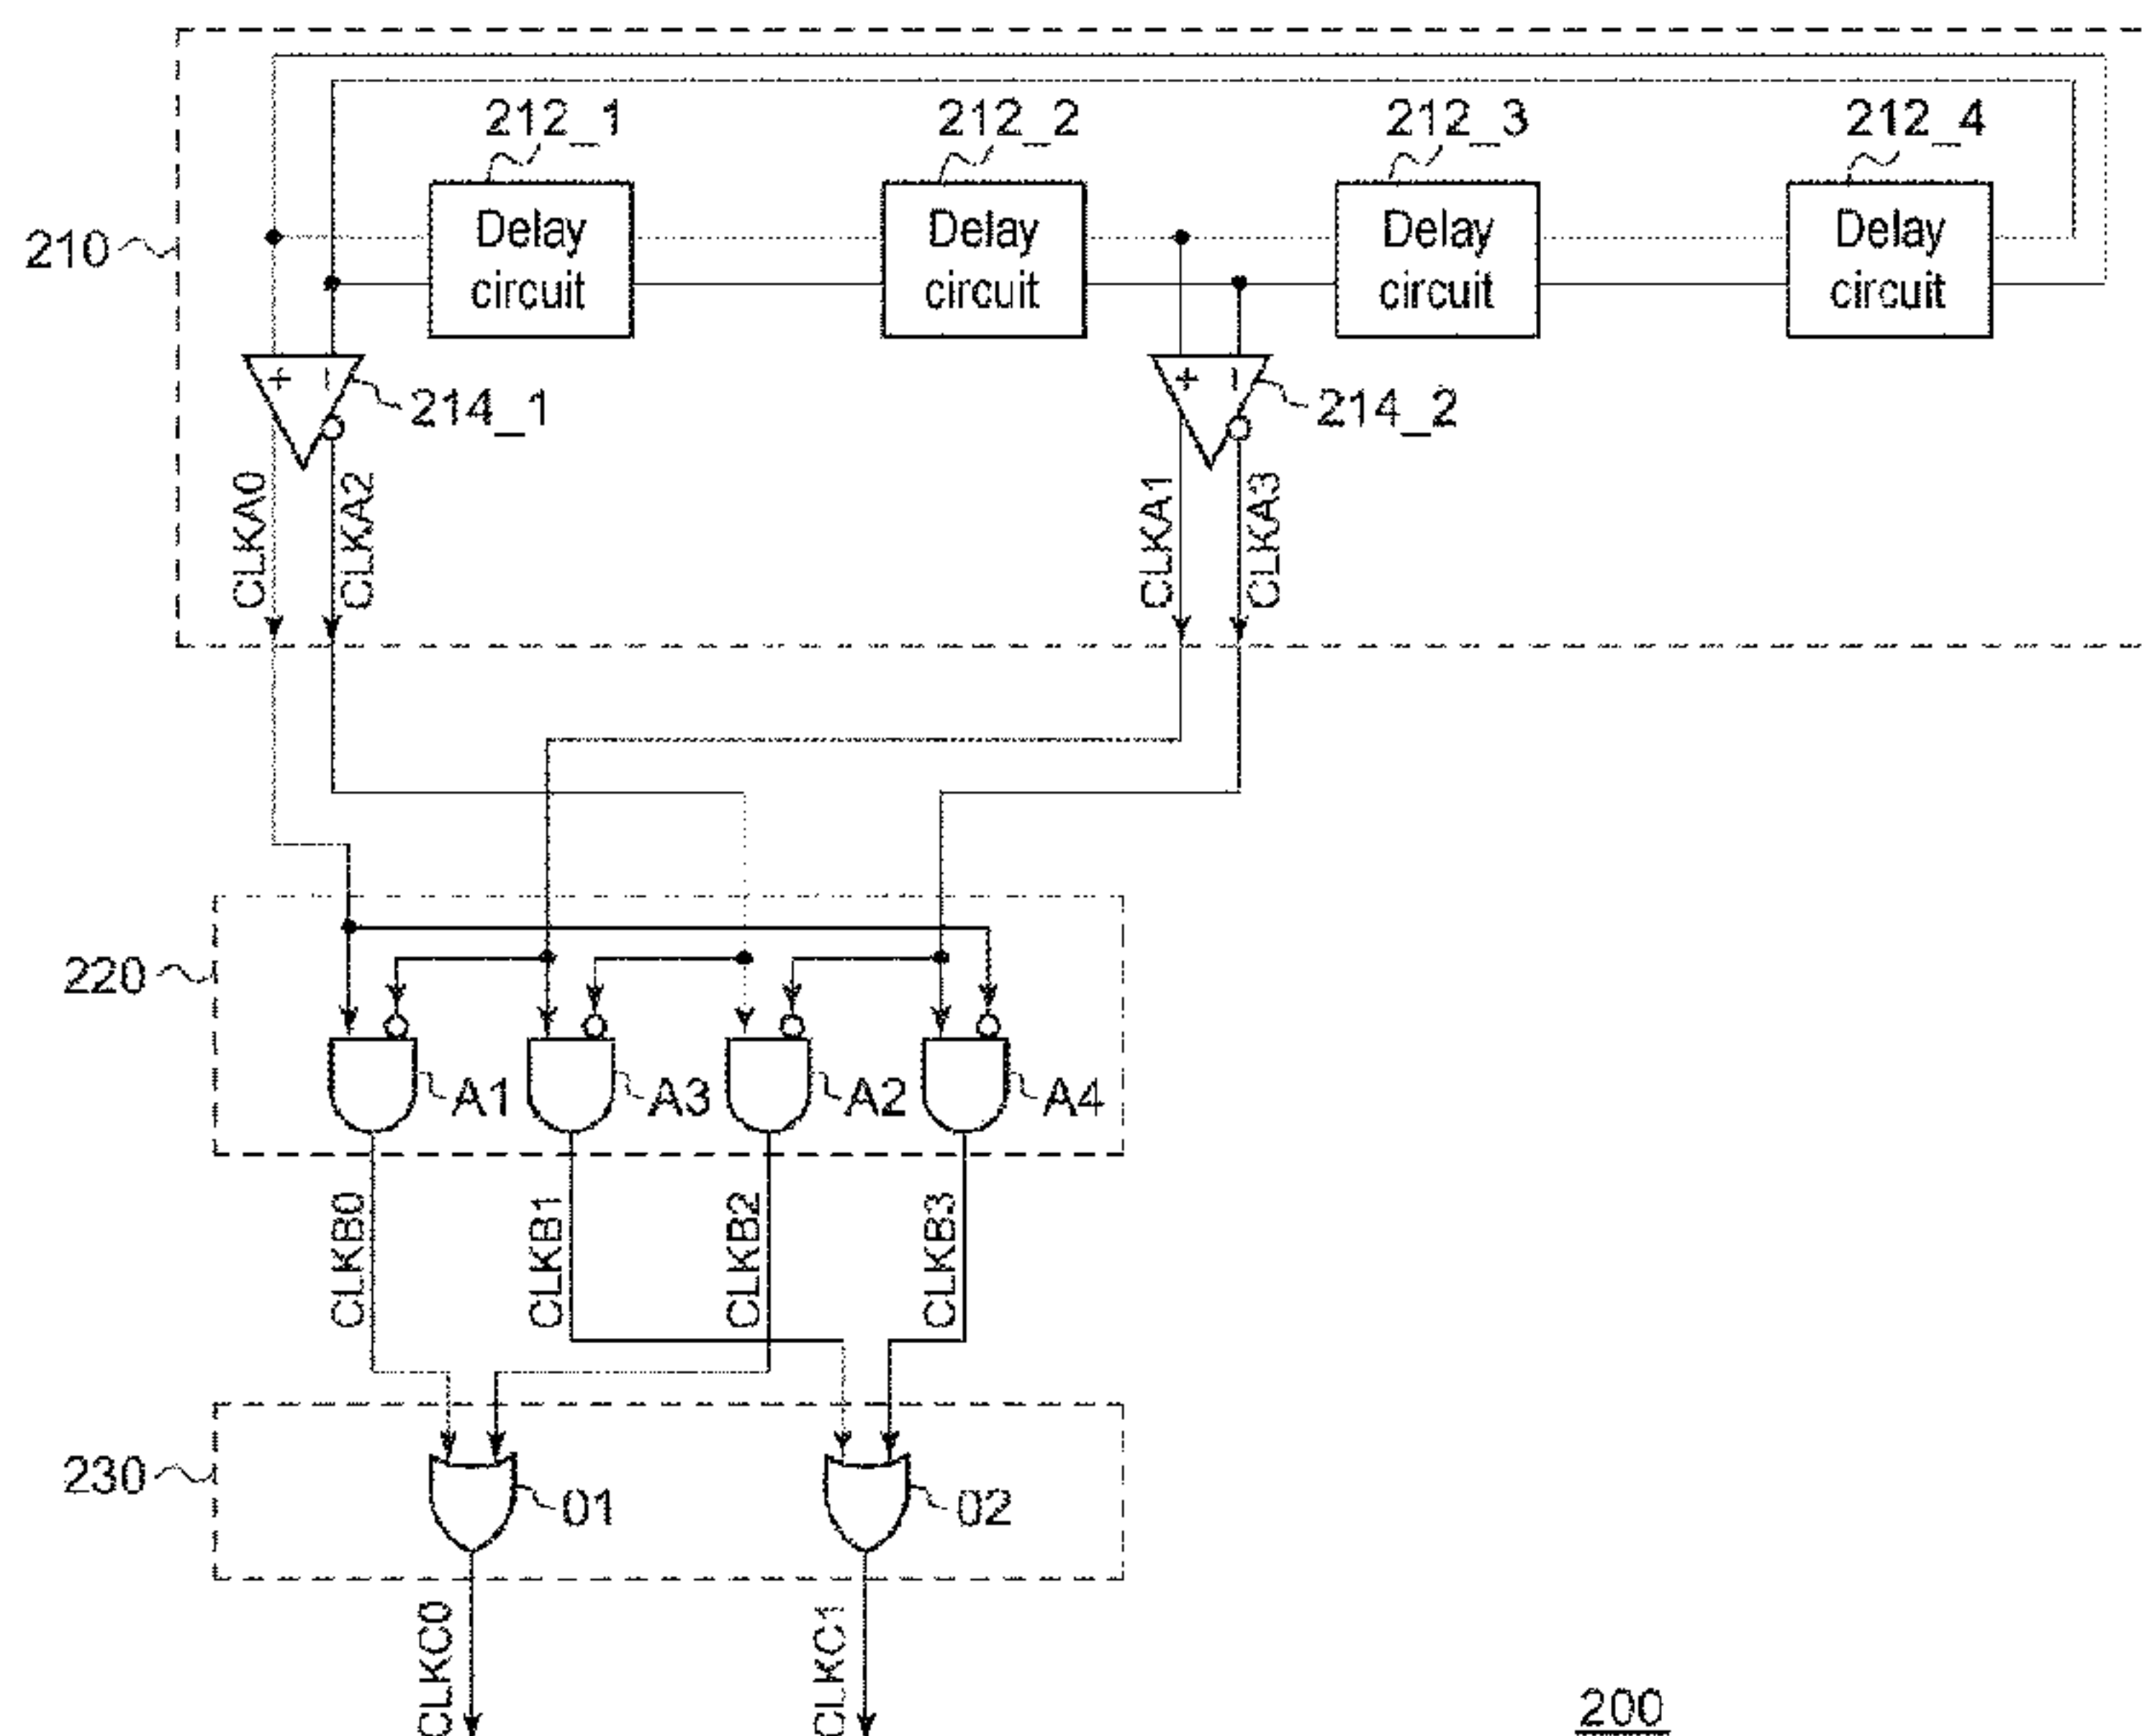 212_1
212_2
212_3
212_4
210
Delay
circuit
Delay
circuit
Delay
circuit
Delay
circuit
+
−
214_1
+
−
214_2
CLKA0
CLKA2
CLKA1
CLKA3
220
A1
A3
A2
A4
CLKB0
CLKB1
CLKB2
CLKB3
230
01
02
CLKC0
CLKC1
200